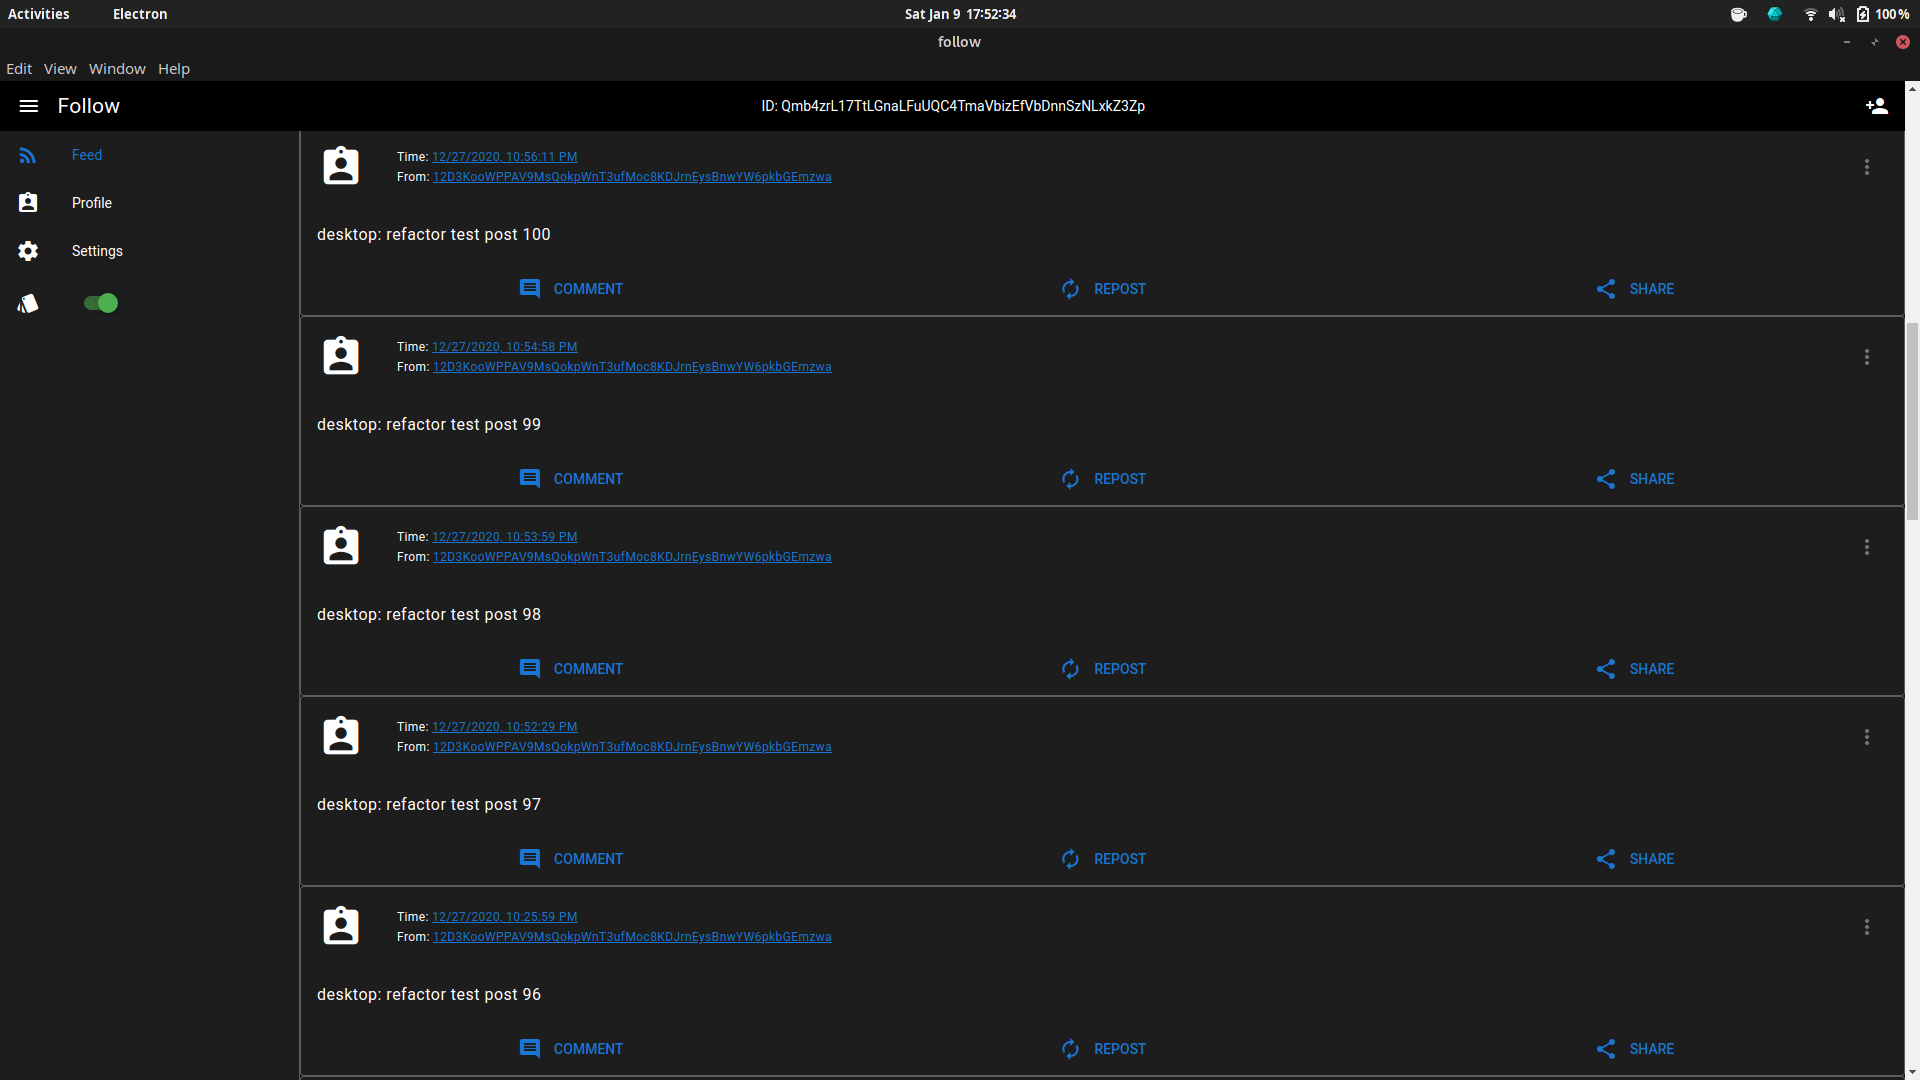 Activities Electron Sat Jan 9 17:52:34 100%
follow
Edit View Window Help
Follow ID: Qmb4zrL17TtLGnaLFuUQC4TmaVbizEfVbDnnSzNLxkZ3Zp
Feed
Profile
Settings
Time: 12/27/2020, 10:56:11 PM
From: 12D3KooWPPAV9MsQokpWnT3ufMoc8KDJrnEysBnwYW6pkbGEmzwa
desktop: refactor test post 100
COMMENT REPOST SHARE
Time: 12/27/2020, 10:54:58 PM
From: 12D3KooWPPAV9MsQokpWnT3ufMoc8KDJrnEysBnwYW6pkbGEmzwa
desktop: refactor test post 99
COMMENT REPOST SHARE
Time: 12/27/2020, 10:53:59 PM
From: 12D3KooWPPAV9MsQokpWnT3ufMoc8KDJrnEysBnwYW6pkbGEmzwa
desktop: refactor test post 98
COMMENT REPOST SHARE
Time: 12/27/2020, 10:52:29 PM
From: 12D3KooWPPAV9MsQokpWnT3ufMoc8KDJrnEysBnwYW6pkbGEmzwa
desktop: refactor test post 97
COMMENT REPOST SHARE
Time: 12/27/2020, 10:25:59 PM
From: 12D3KooWPPAV9MsQokpWnT3ufMoc8KDJrnEysBnwYW6pkbGEmzwa
desktop: refactor test post 96
COMMENT REPOST SHARE